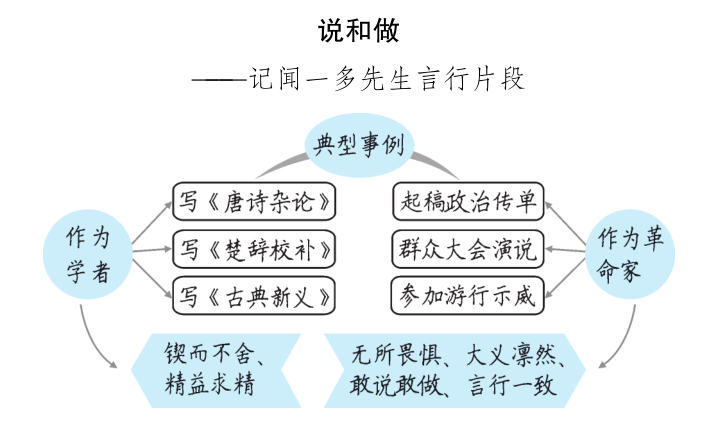 说和做
——记闻一多先生言行片段
典型事例
作为
学者
写《唐诗杂论》
写《楚辞校补》
写《古典新义》
起稿政治传单
群众大会演说
参加游行示威
作为革
命家
锲而不舍、
精益求精
无所畏惧、大义凛然、
敢说敢做、言行一致